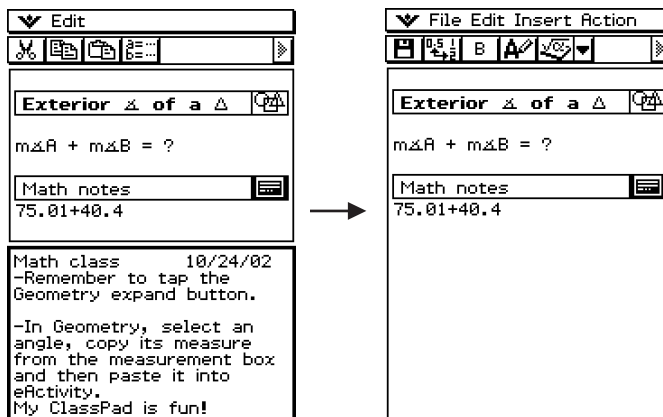 Edit
Exterior ∡ of a △
m∡A + m∡B = ?
Math notes
75.01+40.4
Math class 10/24/02
-Remember to tap the
Geometry expand button.
-In Geometry, select an
angle, copy its measure
from the measurement box
and then paste it into
eActivity.
My ClassPad is fun!
File Edit Insert Action
B
Exterior ∡ of a △
m∡A + m∡B = ?
Math notes
75.01+40.4